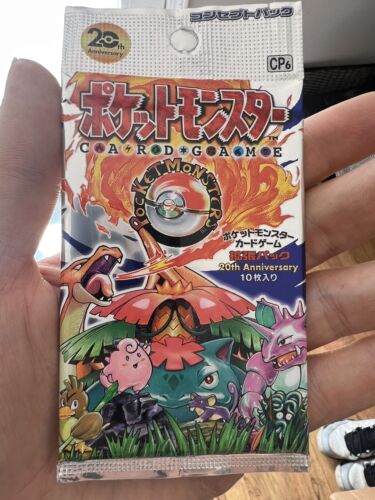 コンセプトパック
20th
Anniversary
CP6
ポケットモンスター
TM
CARD GAME
POCKET MONSTERS
ポケットモンスター
カードゲーム
拡張パック
20th Anniversary
10枚入り